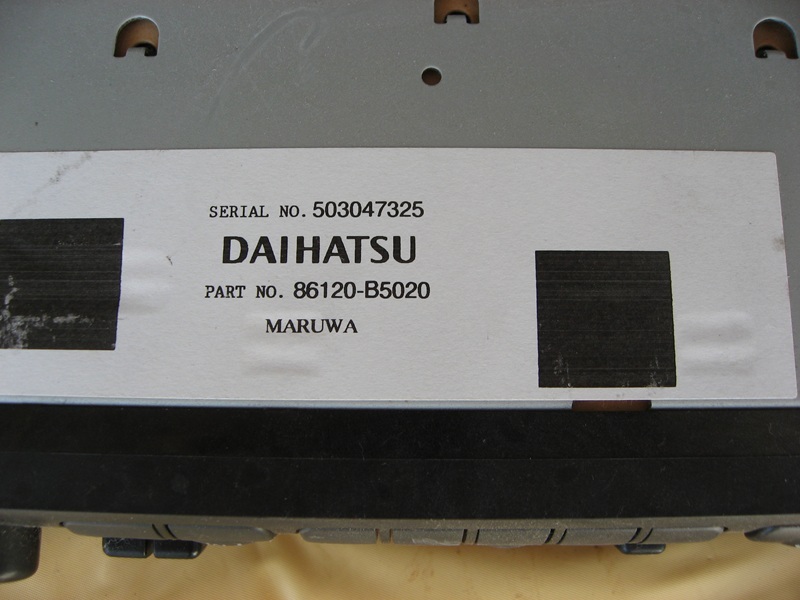 SERIAL NO. 503047325
DAIHATSU
PART NO. 86120-B5020
MARUWA